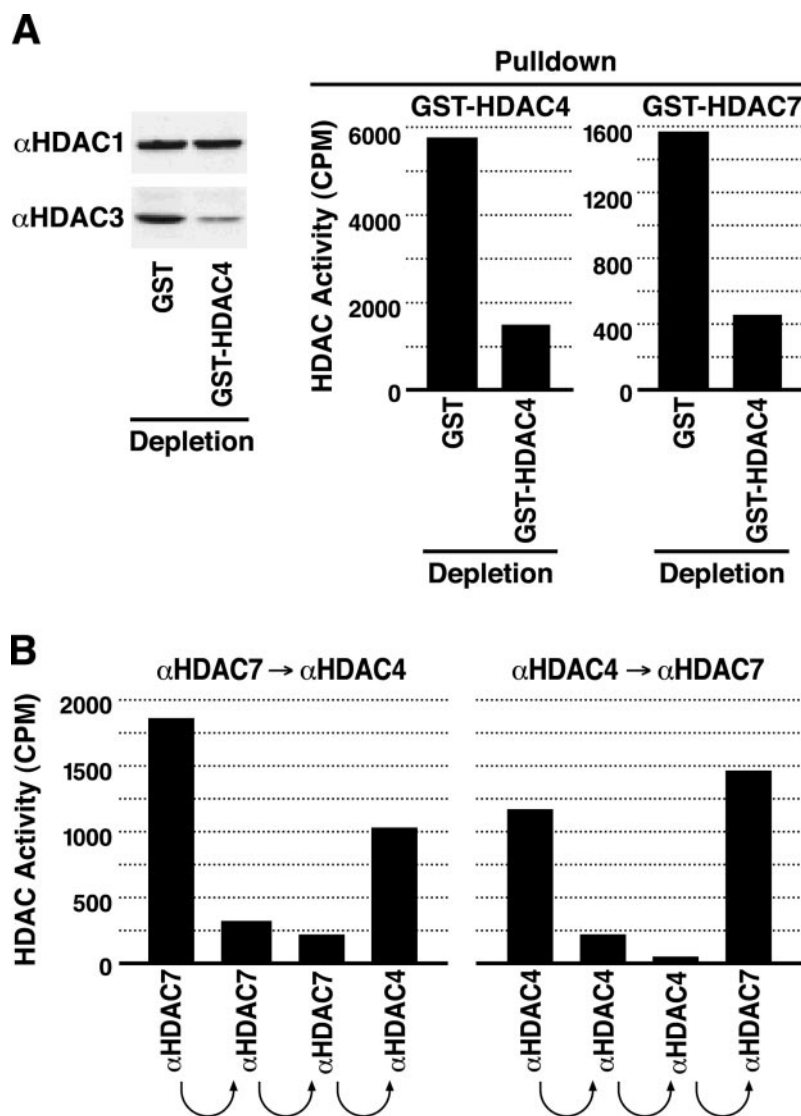 A
Pulldown
GST-HDAC4
GST-HDAC7
αHDAC1
αHDAC3
GST
GST-HDAC4
Depletion
HDAC Activity (CPM)
6000
4000
2000
0
GST
GST-HDAC4
Depletion
1600
1200
800
400
0
GST
GST-HDAC4
Depletion
B
αHDAC7 → αHDAC4
αHDAC4 → αHDAC7
HDAC Activity (CPM)
2000
1500
1000
500
0
αHDAC7
αHDAC7
αHDAC7
αHDAC4
αHDAC4
αHDAC4
αHDAC4
αHDAC7